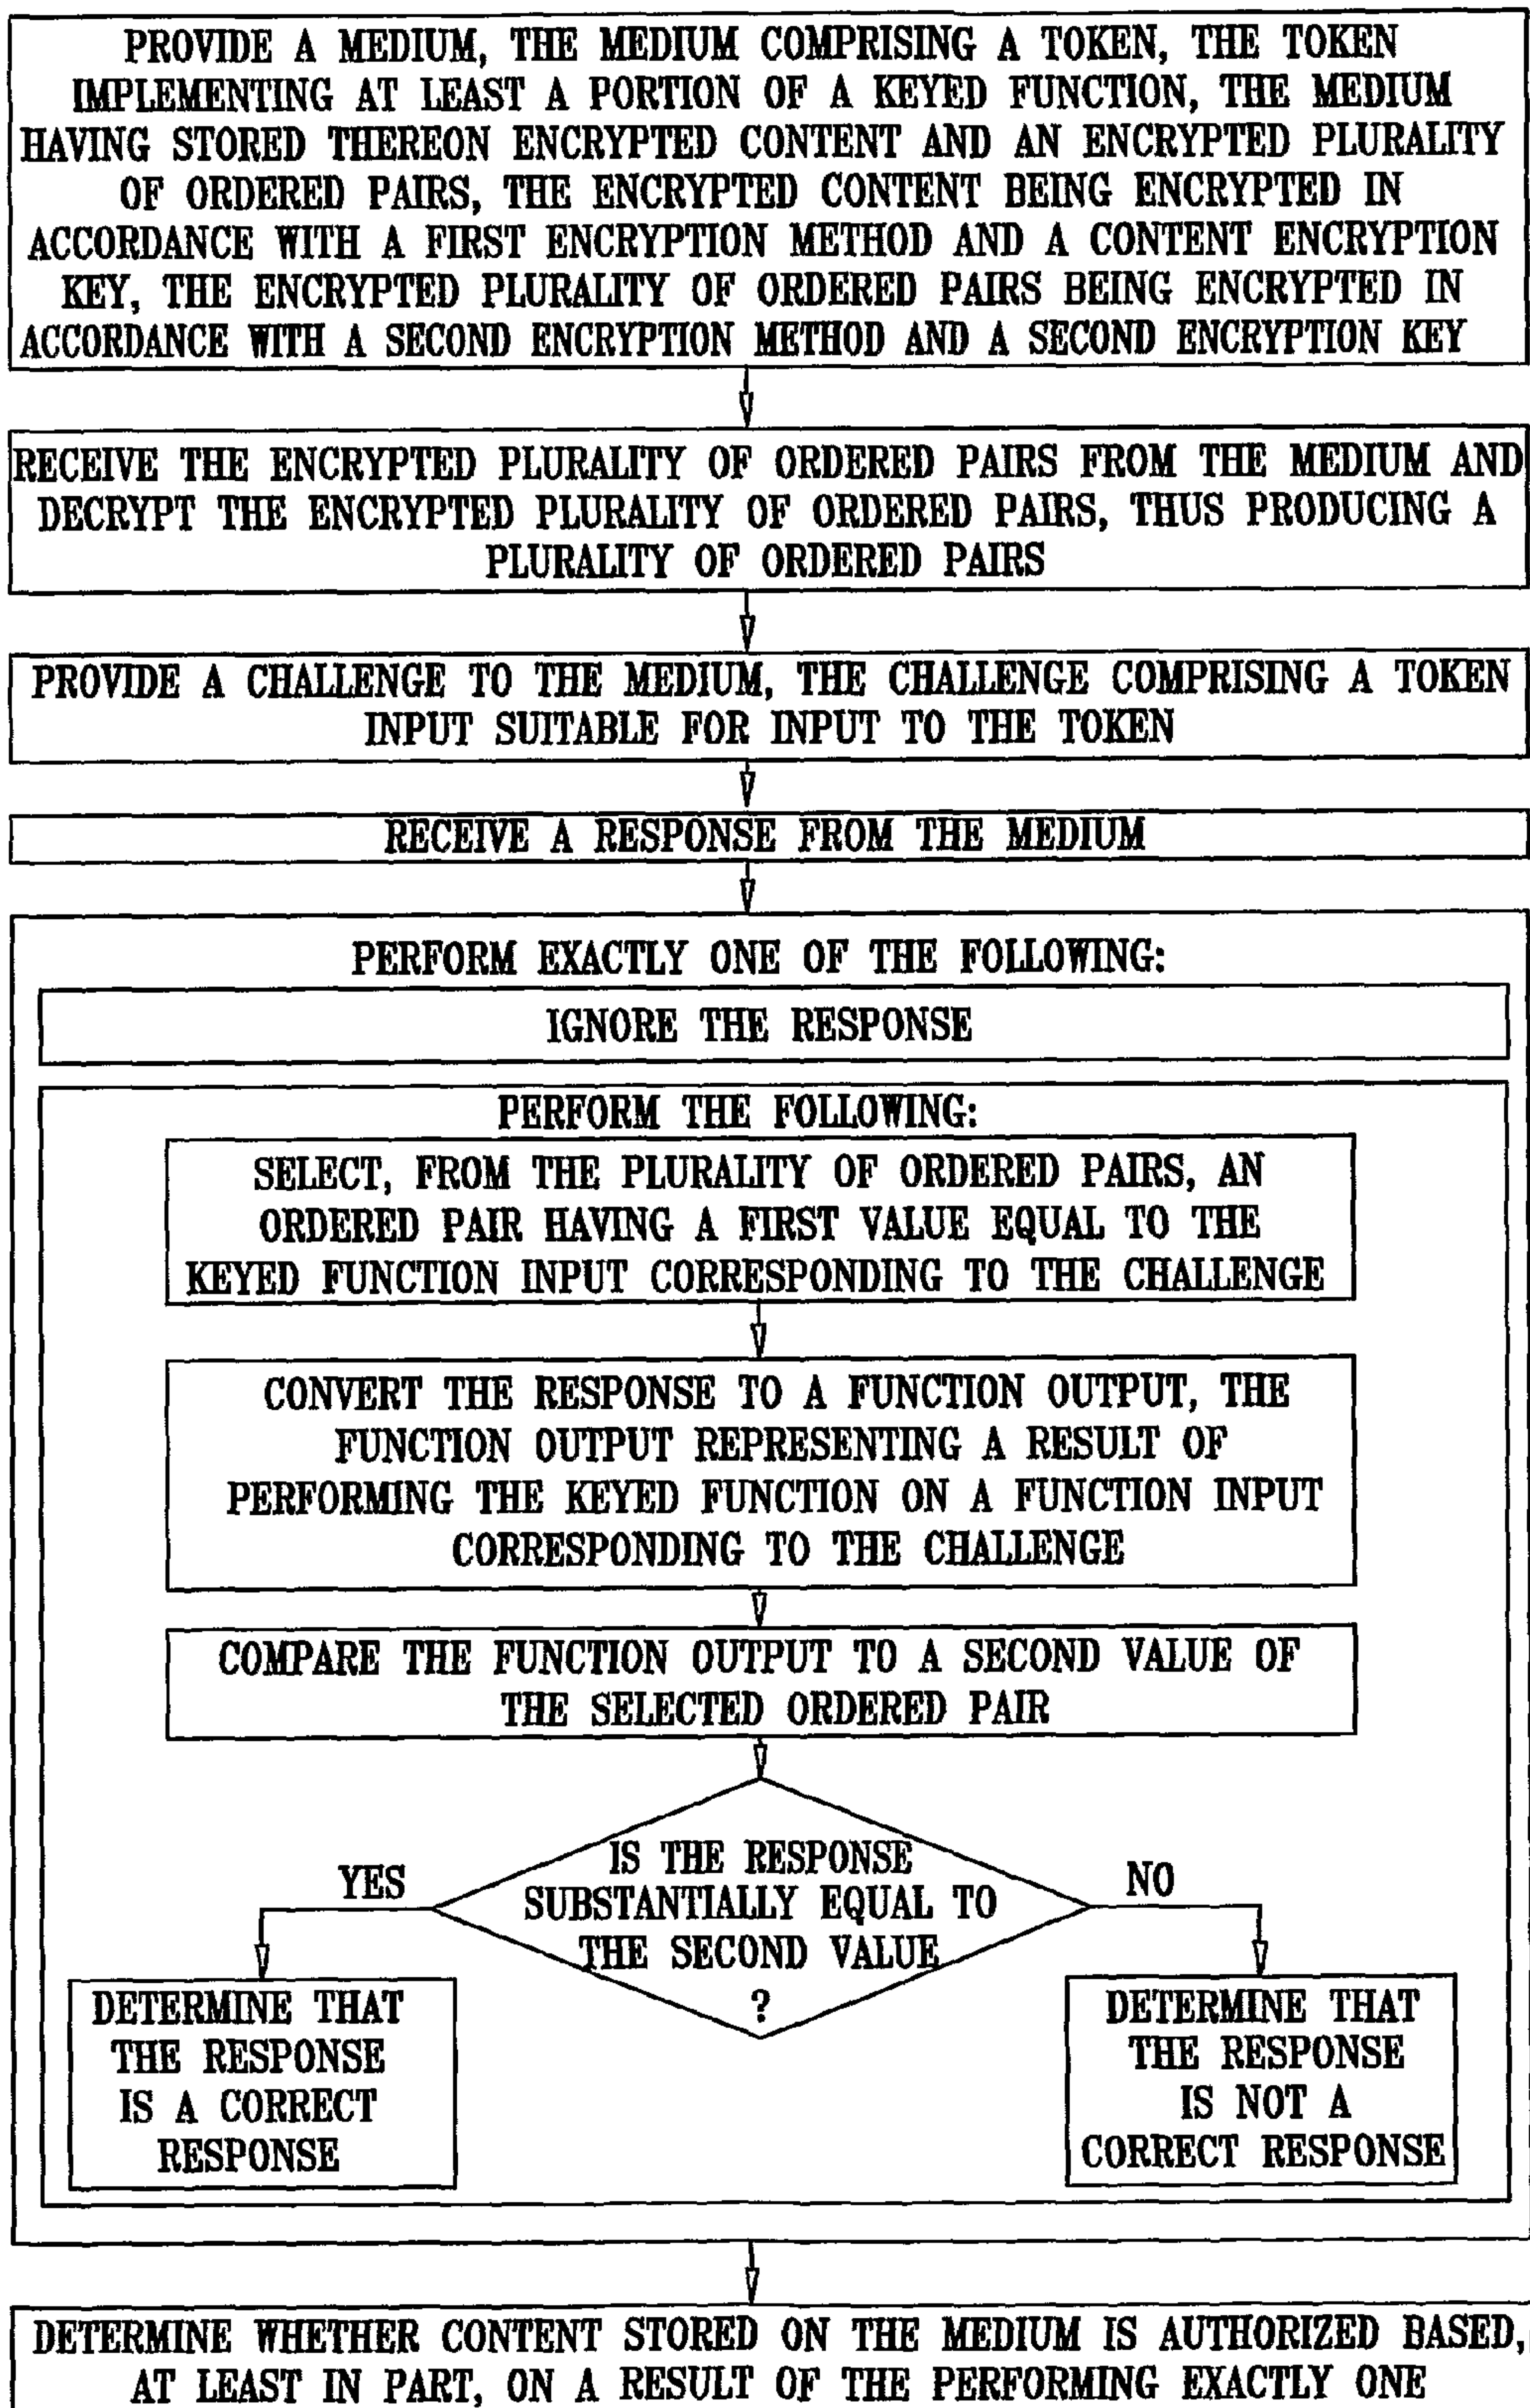 PROVIDE A MEDIUM, THE MEDIUM COMPRISING A TOKEN, THE TOKEN
IMPLEMENTING AT LEAST A PORTION OF A KEYED FUNCTION, THE MEDIUM
HAVING STORED THEREON ENCRYPTED CONTENT AND AN ENCRYPTED PLURALITY
OF ORDERED PAIRS, THE ENCRYPTED CONTENT BEING ENCRYPTED IN
ACCORDANCE WITH A FIRST ENCRYPTION METHOD AND A CONTENT ENCRYPTION
KEY, THE ENCRYPTED PLURALITY OF ORDERED PAIRS BEING ENCRYPTED IN
ACCORDANCE WITH A SECOND ENCRYPTION METHOD AND A SECOND ENCRYPTION KEY
RECEIVE THE ENCRYPTED PLURALITY OF ORDERED PAIRS FROM THE MEDIUM AND
DECRYPT THE ENCRYPTED PLURALITY OF ORDERED PAIRS, THUS PRODUCING A
PLURALITY OF ORDERED PAIRS
PROVIDE A CHALLENGE TO THE MEDIUM, THE CHALLENGE COMPRISING A TOKEN
INPUT SUITABLE FOR INPUT TO THE TOKEN
RECEIVE A RESPONSE FROM THE MEDIUM
PERFORM EXACTLY ONE OF THE FOLLOWING:
IGNORE THE RESPONSE
PERFORM THE FOLLOWING:
SELECT, FROM THE PLURALITY OF ORDERED PAIRS, AN
ORDERED PAIR HAVING A FIRST VALUE EQUAL TO THE
KEYED FUNCTION INPUT CORRESPONDING TO THE CHALLENGE
CONVERT THE RESPONSE TO A FUNCTION OUTPUT, THE
FUNCTION OUTPUT REPRESENTING A RESULT OF
PERFORMING THE KEYED FUNCTION ON A FUNCTION INPUT
CORRESPONDING TO THE CHALLENGE
COMPARE THE FUNCTION OUTPUT TO A SECOND VALUE OF
THE SELECTED ORDERED PAIR
IS THE RESPONSE
SUBSTANTIALLY EQUAL TO
THE SECOND VALUE
?
YES
NO
DETERMINE THAT
THE RESPONSE
IS A CORRECT
RESPONSE
DETERMINE THAT
THE RESPONSE
IS NOT A
CORRECT RESPONSE
DETERMINE WHETHER CONTENT STORED ON THE MEDIUM IS AUTHORIZED BASED,
AT LEAST IN PART, ON A RESULT OF THE PERFORMING EXACTLY ONE